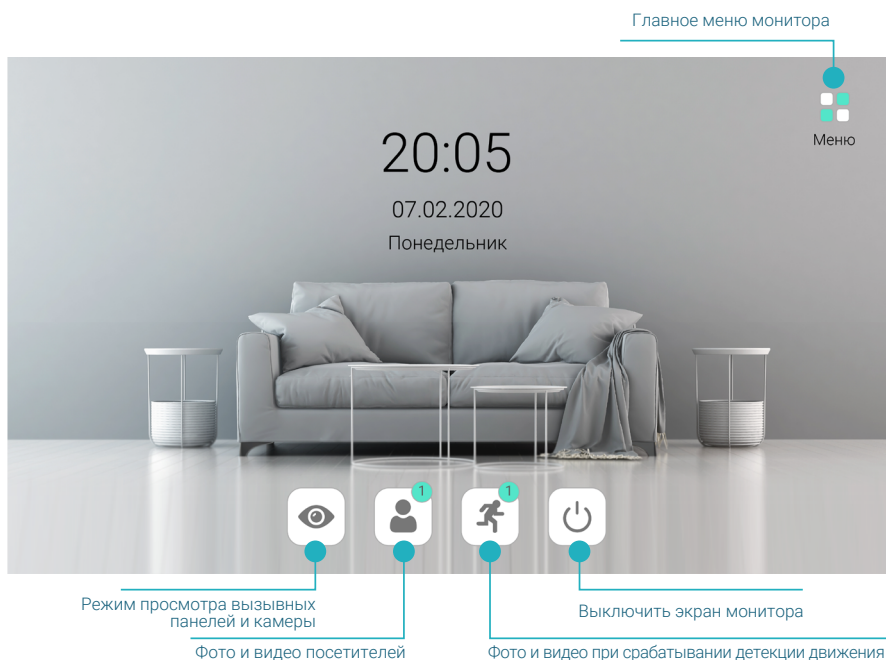 Главное меню монитора
Меню
20:05
07.02.2020
Понедельник
1
1
Режим просмотра вызывных
панелей и камеры
Выключить экран монитора
Фото и видео посетителей
Фото и видео при срабатывании детекции движения